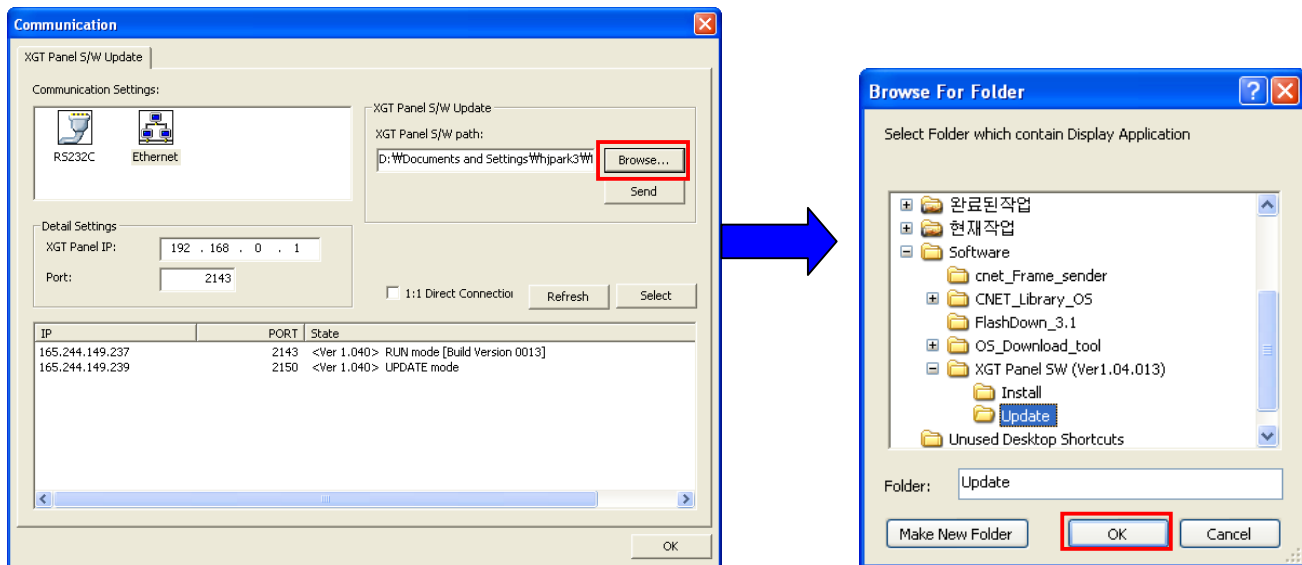 Communication
XGT Panel S/W Update
Communication Settings:
RS232C
Ethernet
XGT Panel S/W Update
XGT Panel S/W path:
D:₩Documents and Settings₩hjpark3₩
Browse...
Send
Detail Settings
XGT Panel IP:
192 . 168 . 0 . 1
Port:
2143
1:1 Direct Connection
Refresh
Select
IP PORT State
165.244.149.237 2143 <Ver 1.040> RUN mode [Build Version 0013]
165.244.149.239 2150 <Ver 1.040> UPDATE mode
OK
Browse For Folder
Select Folder which contain Display Application
완료된작업
현재작업
Software
cnet_Frame_sender
CNET_Library_OS
FlashDown_3.1
OS_Download_tool
XGT Panel SW (Ver1.04.013)
Install
Update
Unused Desktop Shortcuts
Folder:
Update
Make New Folder
OK
Cancel